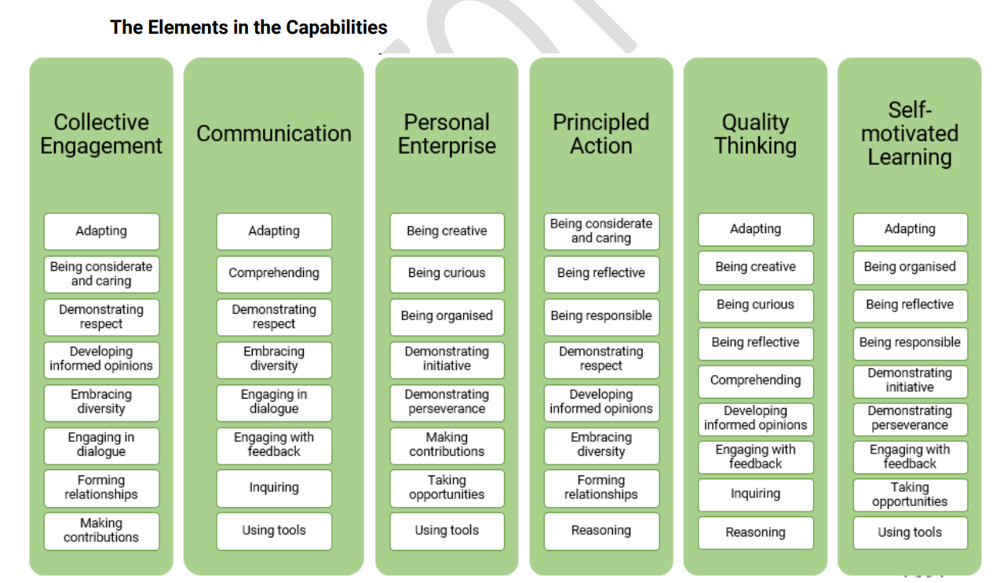 The Elements in the Capabilities
Collective
Engagement
Adapting
Being considerate
and caring
Demonstrating
respect
Developing
informed opinions
Embracing
diversity
Engaging in
dialogue
Forming
relationships
Making
contributions
Communication
Adapting
Comprehending
Demonstrating
respect
Embracing
diversity
Engaging in
dialogue
Engaging with
feedback
Inquiring
Using tools
Personal
Enterprise
Being creative
Being curious
Being organised
Demonstrating
initiative
Demonstrating
perseverance
Making
contributions
Taking
opportunities
Using tools
Principled
Action
Being considerate
and caring
Being reflective
Being responsible
Demonstrating
respect
Developing
informed opinions
Embracing
diversity
Forming
relationships
Reasoning
Quality
Thinking
Adapting
Being creative
Being curious
Being reflective
Comprehending
Developing
informed opinions
Engaging with
feedback
Inquiring
Reasoning
Self-
motivated
Learning
Adapting
Being organised
Being reflective
Being responsible
Demonstrating
initiative
Demonstrating
perseverance
Engaging with
feedback
Taking
opportunities
Using tools